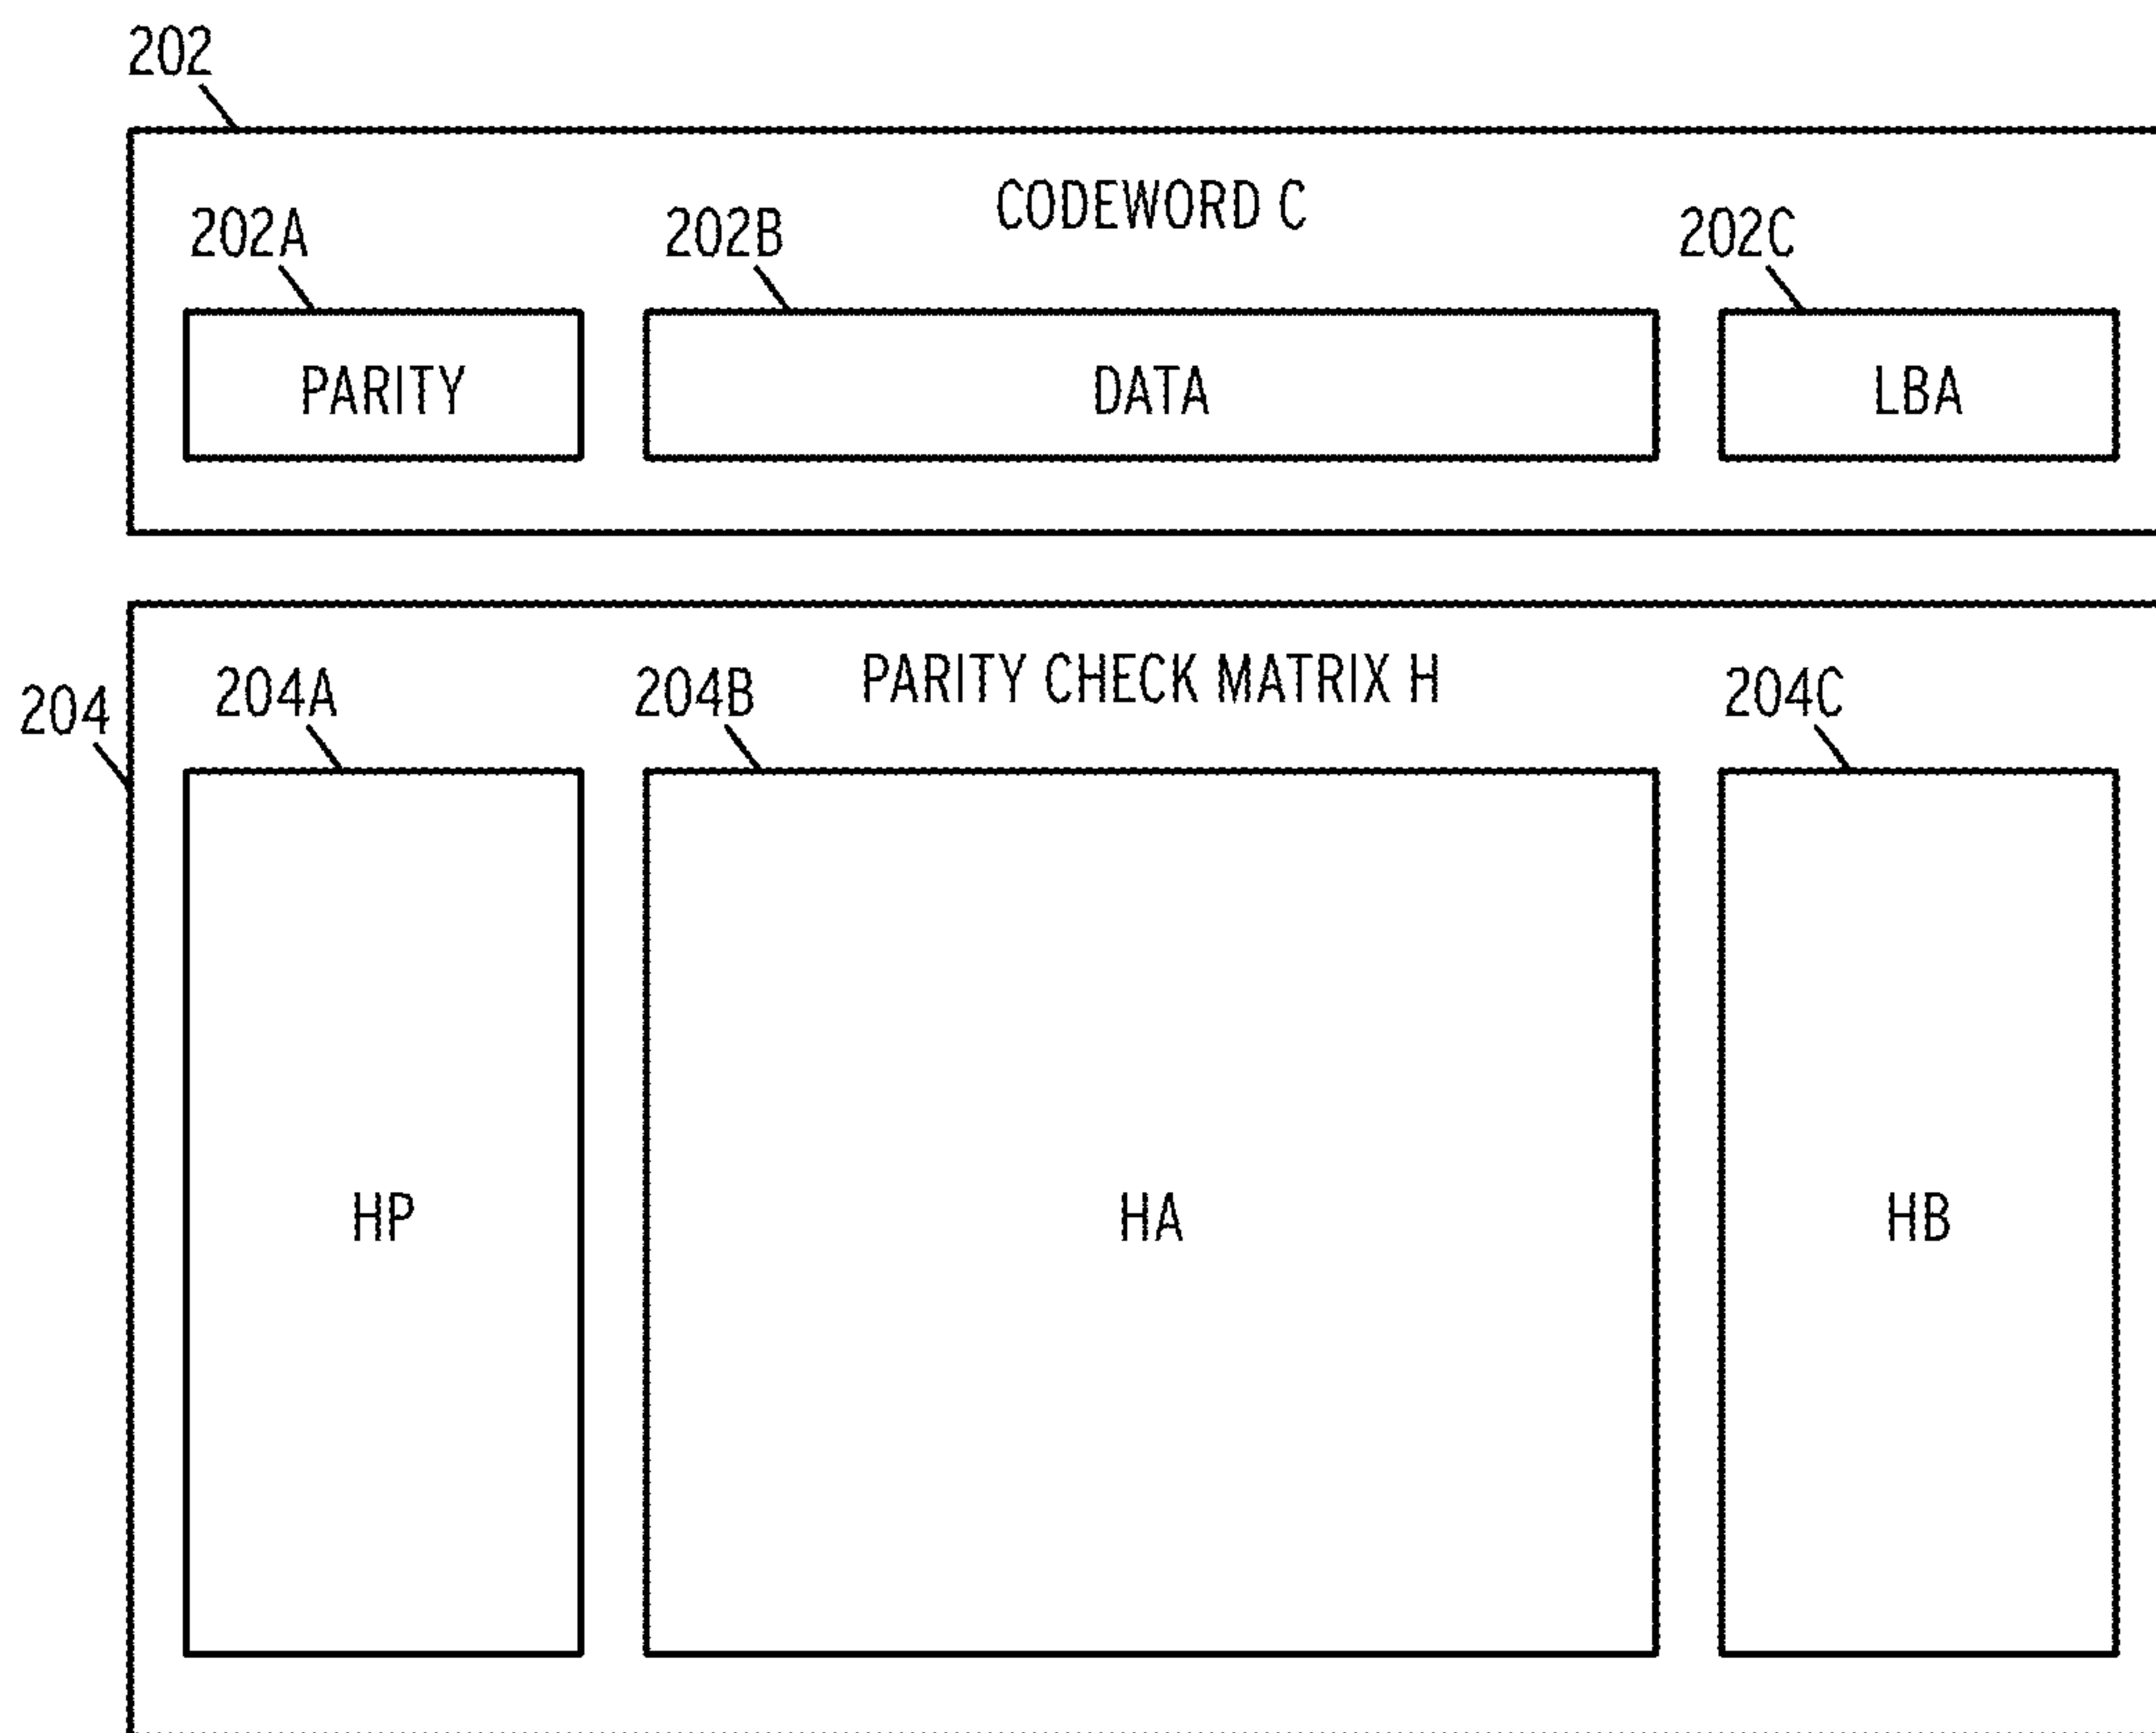 202
CODEWORD C
202A 202B 202C
PARITY DATA LBA
PARITY CHECK MATRIX H
204 204A 204B 204C
HP HA HB